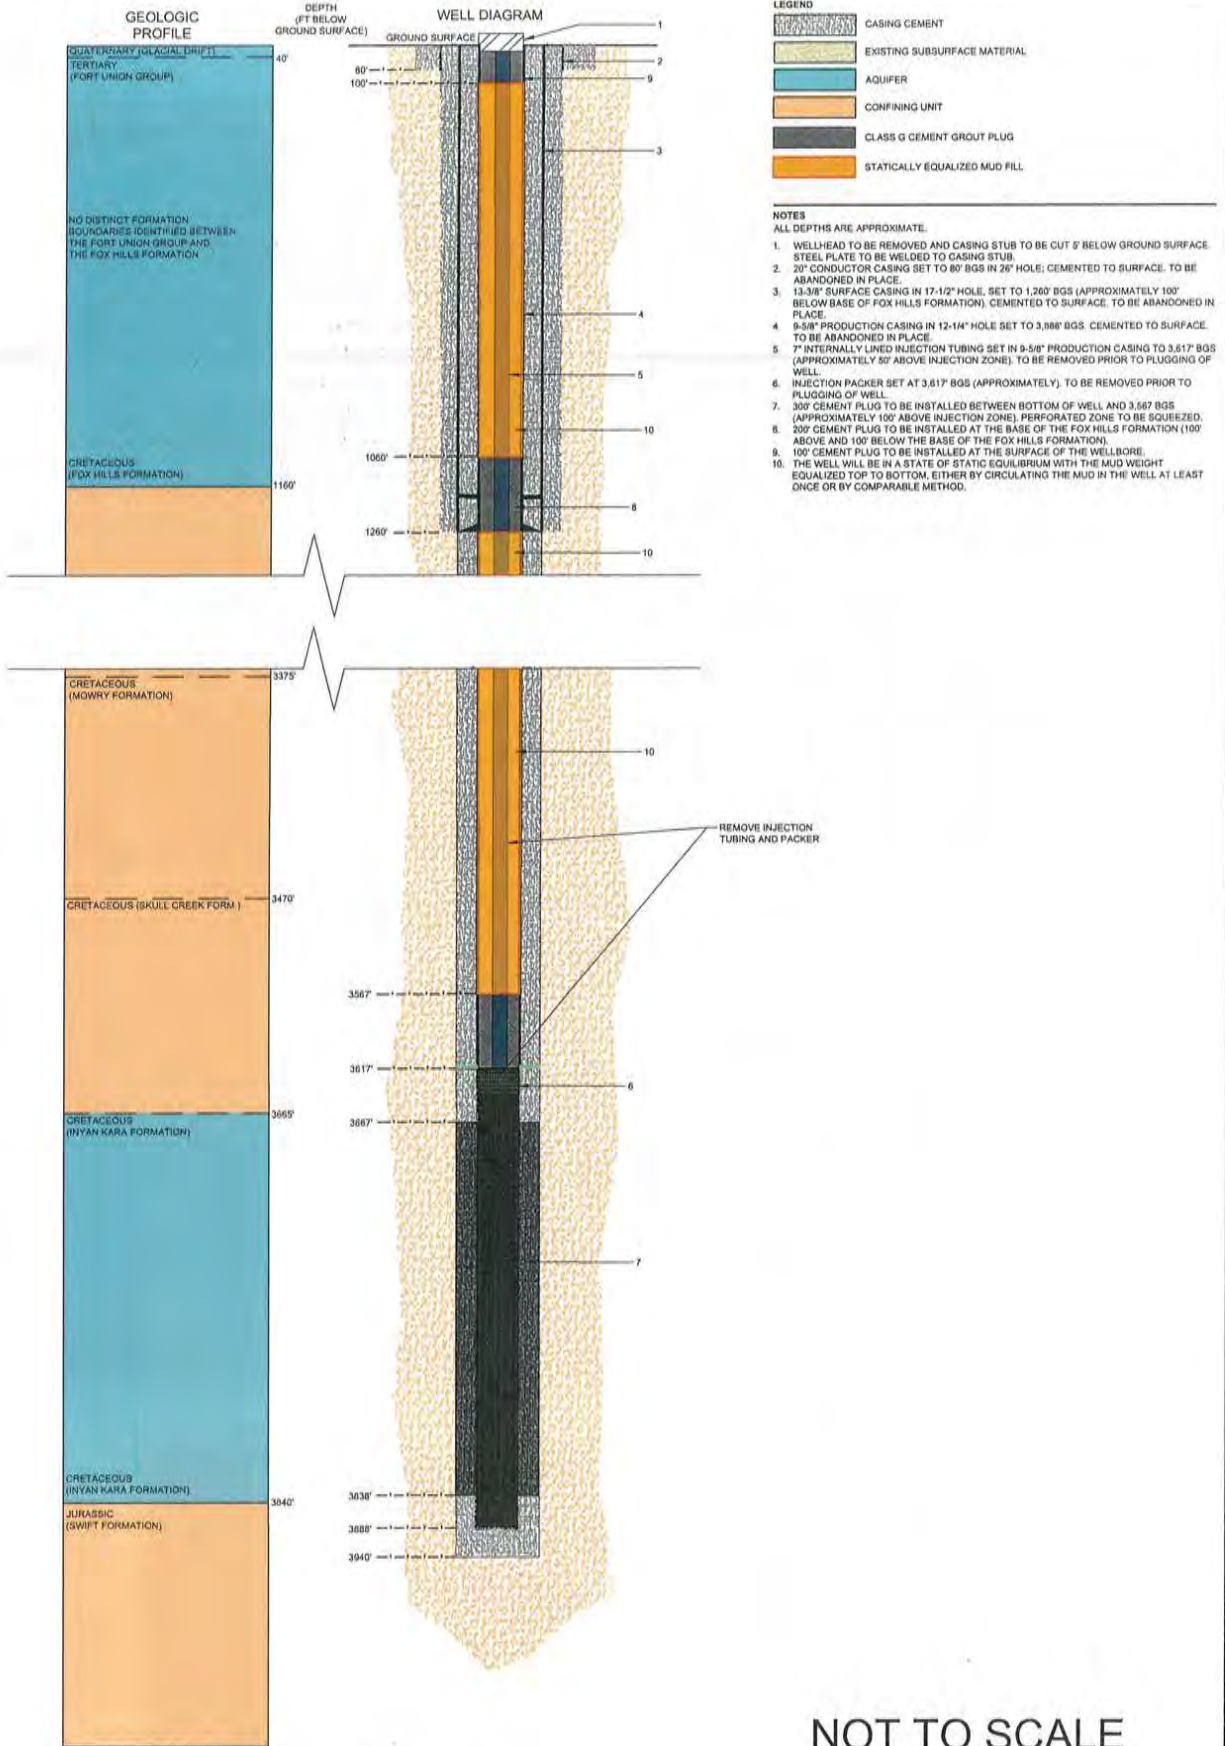 GEOLOGIC
PROFILE
DEPTH
(FT BELOW
GROUND SURFACE)
WELL DIAGRAM
GROUND SURFACE
QUATERNARY (GLACIAL DRIFT)
40'
TERTIARY
(FORT UNION GROUP)
100'
1
2
9
3
NO DISTINCT FORMATION
BOUNDARIES IDENTIFIED BETWEEN
THE FORT UNION GROUP AND
THE FOX HILLS FORMATION
4
5
10
1060'
CRETACEOUS
(FOX HILLS FORMATION)
1160'
8
1260'
10
3375'
CRETACEOUS
(MOWRY FORMATION)
10
REMOVE INJECTION
TUBING AND PACKER
3470'
CRETACEOUS (SKULL CREEK FORM.)
3567'
3617'
6
3665'
3667'
CRETACEOUS
(INYAN KARA FORMATION)
7
CRETACEOUS
(INYAN KARA FORMATION)
3838'
3840'
JURASSIC
(SWIFT FORMATION)
3888'
3940'
LEGEND
CASING CEMENT
EXISTING SUBSURFACE MATERIAL
AQUIFER
CONFINING UNIT
CLASS G CEMENT GROUT PLUG
STATICALLY EQUALIZED MUD FILL
NOTES
ALL DEPTHS ARE APPROXIMATE.
1. WELLHEAD TO BE REMOVED AND CASING STUB TO BE CUT 5' BELOW GROUND SURFACE.
STEEL PLATE TO BE WELDED TO CASING STUB.
2. 20" CONDUCTOR CASING SET TO 80' BGS IN 26" HOLE; CEMENTED TO SURFACE. TO BE
ABANDONED IN PLACE.
3. 13-3/8" SURFACE CASING IN 17-1/2" HOLE, SET TO 1,260' BGS (APPROXIMATELY 100'
BELOW BASE OF FOX HILLS FORMATION). CEMENTED TO SURFACE. TO BE ABANDONED IN
PLACE.
4. 9-5/8" PRODUCTION CASING IN 12-1/4" HOLE SET TO 3,888' BGS. CEMENTED TO SURFACE.
TO BE ABANDONED IN PLACE.
5. 7" INTERNALLY LINED INJECTION TUBING SET IN 9-5/8" PRODUCTION CASING TO 3,617' BGS
(APPROXIMATELY 50' ABOVE INJECTION ZONE). TO BE REMOVED PRIOR TO PLUGGING OF
WELL.
6. INJECTION PACKER SET AT 3,617' BGS (APPROXIMATELY). TO BE REMOVED PRIOR TO
PLUGGING OF WELL.
7. 300' CEMENT PLUG TO BE INSTALLED BETWEEN BOTTOM OF WELL AND 3,567 BGS
(APPROXIMATELY 100' ABOVE INJECTION ZONE). PERFORATED ZONE TO BE SQUEEZED.
8. 200' CEMENT PLUG TO BE INSTALLED AT THE BASE OF THE FOX HILLS FORMATION (100'
ABOVE AND 100' BELOW THE BASE OF THE FOX HILLS FORMATION).
9. 100' CEMENT PLUG TO BE INSTALLED AT THE SURFACE OF THE WELLBORE.
10. THE WELL WILL BE IN A STATE OF STATIC EQUILIBRIUM WITH THE MUD WEIGHT
EQUALIZED TOP TO BOTTOM, EITHER BY CIRCULATING THE MUD IN THE WELL AT LEAST
ONCE OR BY COMPARABLE METHOD.
NOT TO SCALE